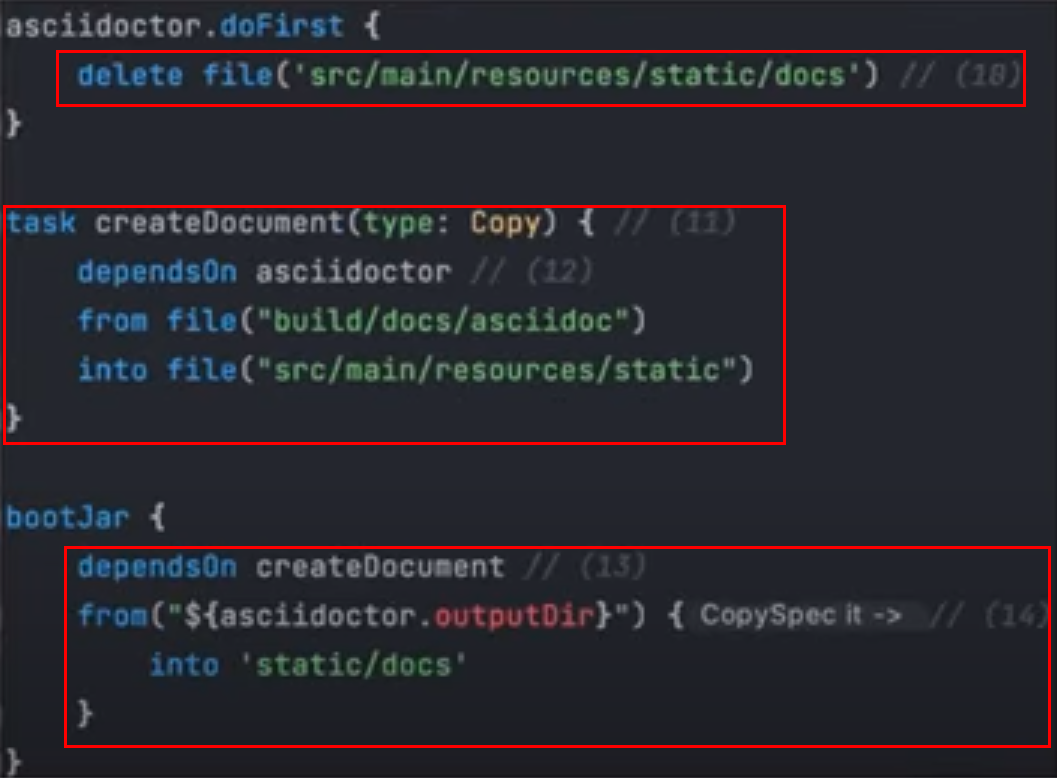 asciidoctor.doFirst {
    delete file('src/main/resources/static/docs') // (10)
}
task createDocument(type: Copy) { // (11)
    dependsOn asciidoctor // (12)
    from file("build/docs/asciidoc")
    into file("src/main/resources/static")
}
bootJar {
    dependsOn createDocument // (13)
    from("${asciidoctor.outputDir}") { CopySpec it -> // (14)
        into 'static/docs'
    }
}